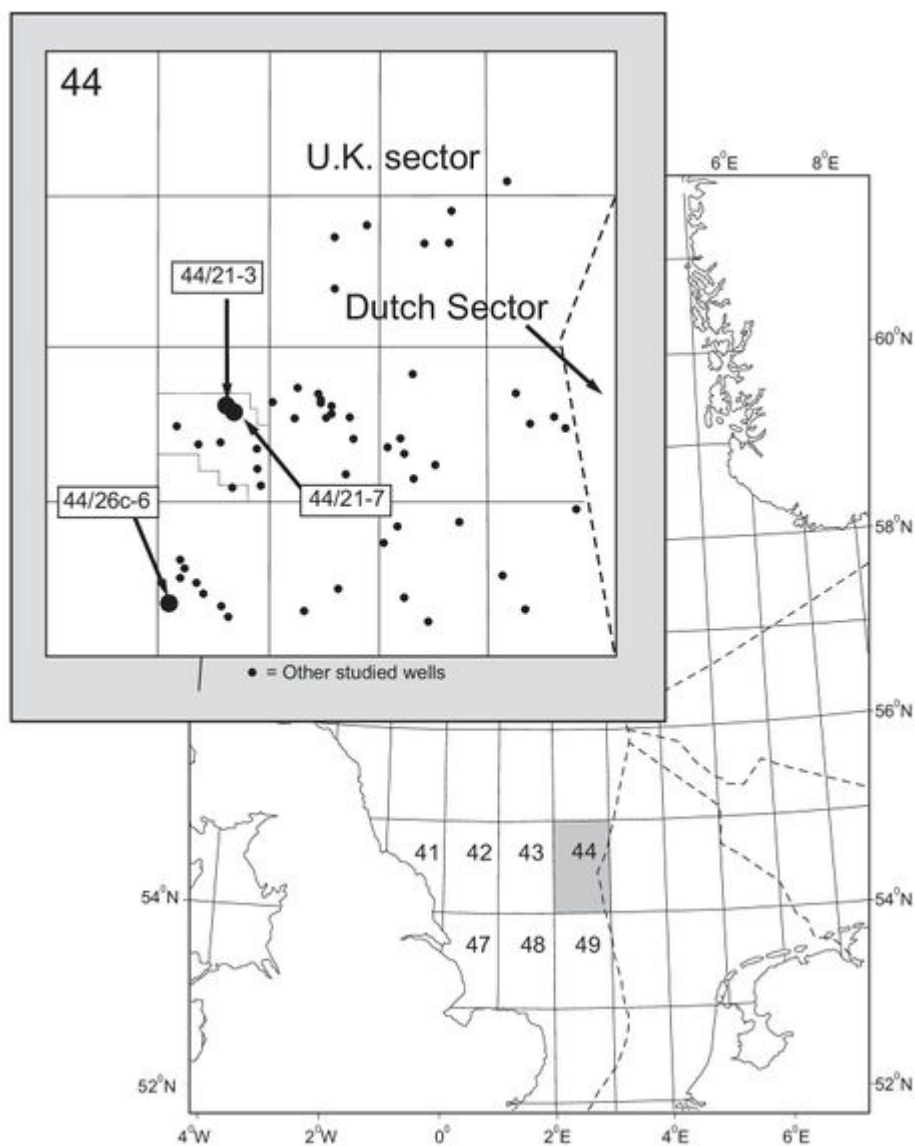 44
U.K. sector
44/21-3
Dutch Sector
44/26c-6
44/21-7
• = Other studied wells
6°E 8°E
60°N
58°N
56°N
41 42 43 44
54°N 54°N
47 48 49
52°N 52°N
4°W 2°W 0° 2°E 4°E 6°E